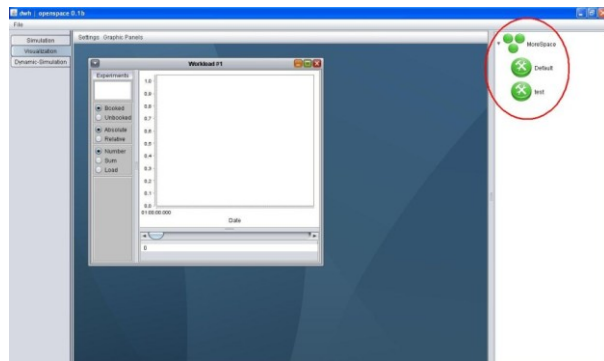 dwh | openspace 0.15
File
Simulation
Visualization
Dynamic-Simulation
Settings Graphic Panels
Workload #1
Experiments
Booked
Unbooked
Absolute
Relative
Number
Sum
Load
1,0
0,9
0,8
0,7
0,6
0,5
0,4
0,3
0,2
0,1
0,0
01:00:00.000
Date
0
MoreSpace
Default
test